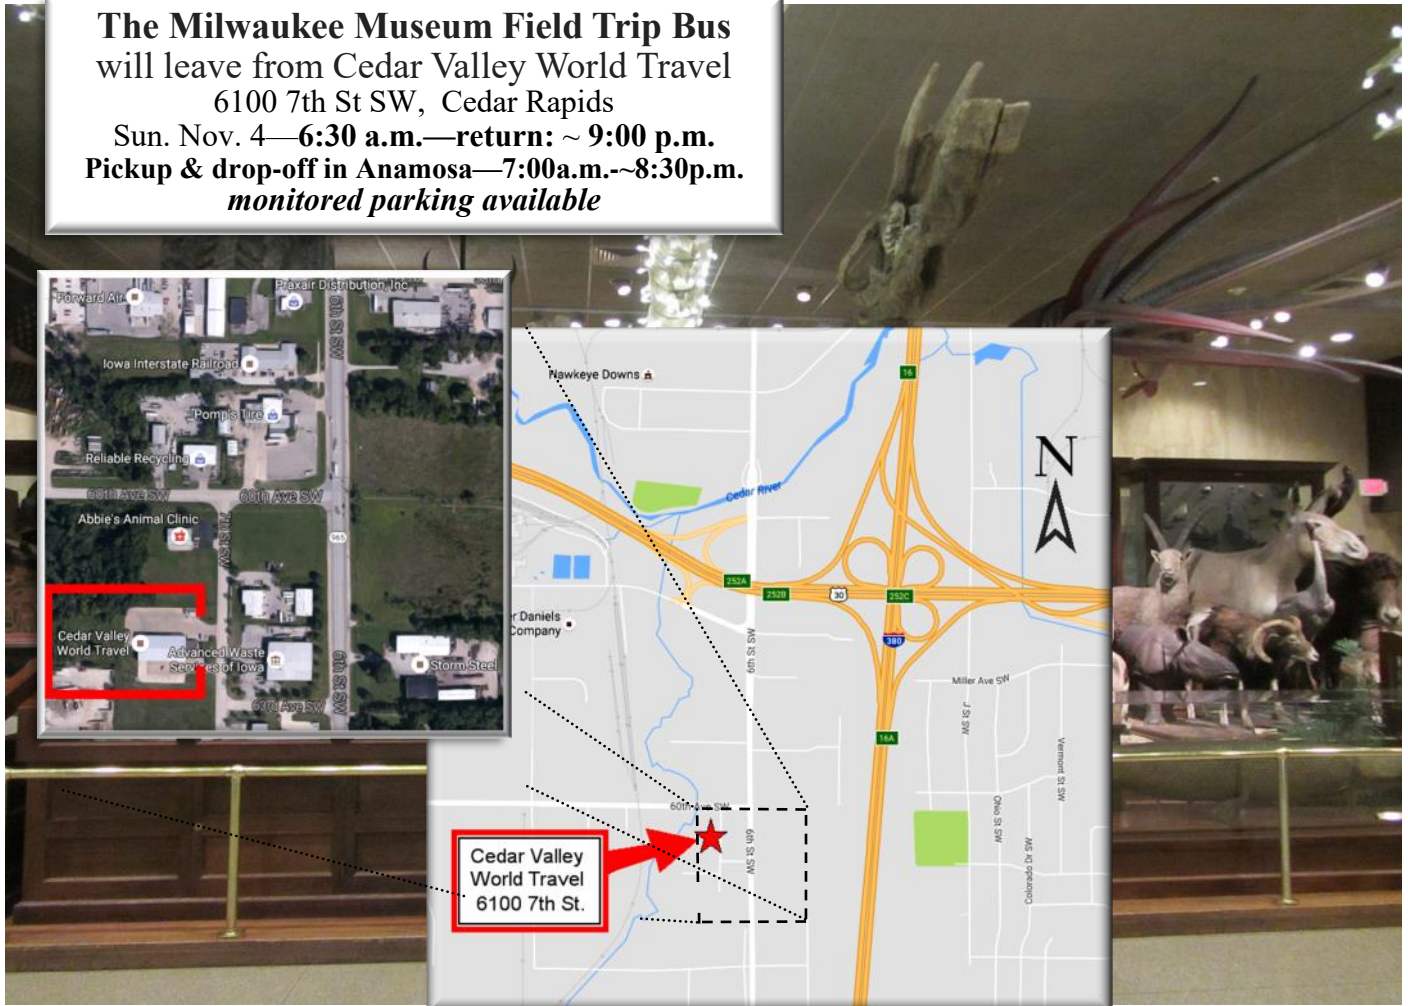 The Milwaukee Museum Field Trip Bus
will leave from Cedar Valley World Travel
6100 7th St SW, Cedar Rapids
Sun. Nov. 4—6:30 a.m.—return: ~ 9:00 p.m.
Pickup & drop-off in Anamosa—7:00a.m.-~8:30p.m.
monitored parking available
Praxair Distribution, Inc
Forward Air
6th St SW
Iowa Interstate Railroad
Pomp's Tire
Reliable Recycling
60th Ave SW
60th Ave SW
Abbie's Animal Clinic
7th St SW
965
Cedar Valley
World Travel
Advanced Waste
Services of Iowa
Storm Steel
6th St SW
63rd Ave SW
16
Hawkeye Downs
N
Cedar River
252A
252B
30
252C
er Daniels
Company
380
6th St SW
Miller Ave SW
J St SW
16A
Vermont St SW
60th Ave SW
Ohio St SW
6th St SW
Colorado Dr SW
Cedar Valley
World Travel
6100 7th St.